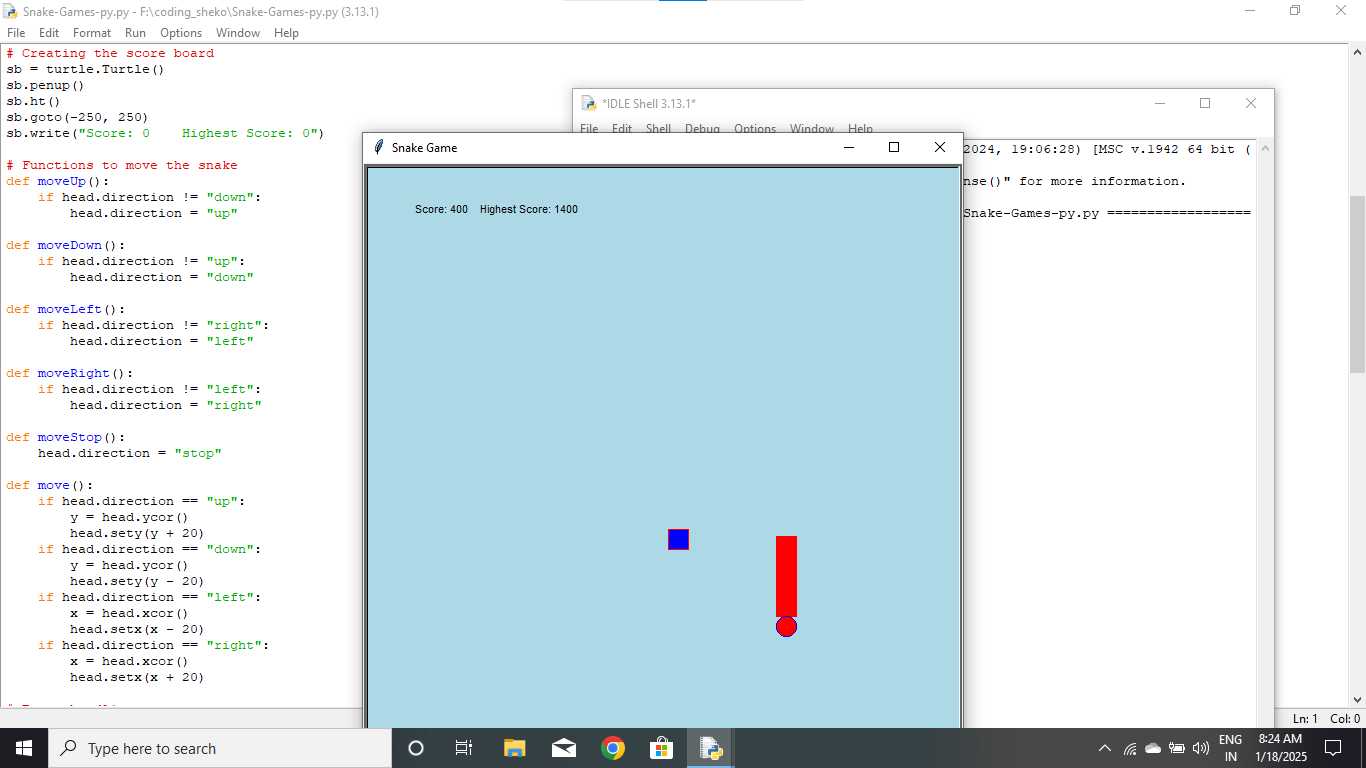 Snake-Games-py.py - F:\coding_sheko\Snake-Games-py.py (3.13.1)
File Edit Format Run Options Window Help
# Creating the score board
sb = turtle.Turtle()
sb.penup()
sb.ht()
sb.goto(-250, 250)
sb.write("Score: 0    Highest Score: 0")
# Functions to move the snake
def moveUp():
    if head.direction != "down":
        head.direction = "up"
def moveDown():
    if head.direction != "up":
        head.direction = "down"
def moveLeft():
    if head.direction != "right":
        head.direction = "left"
def moveRight():
    if head.direction != "left":
        head.direction = "right"
def moveStop():
    head.direction = "stop"
def move():
    if head.direction == "up":
        y = head.ycor()
        head.sety(y + 20)
    if head.direction == "down":
        y = head.ycor()
        head.sety(y - 20)
    if head.direction == "left":
        x = head.xcor()
        head.setx(x - 20)
    if head.direction == "right":
        x = head.xcor()
        head.setx(x + 20)
*IDLE Shell 3.13.1*
File Edit Shell Debug Options Window Help
2024, 19:06:28) [MSC v.1942 64 bit (
nse()" for more information.
Snake-Games-py.py ==================
Snake Game
Score: 400    Highest Score: 1400
Ln: 1 Col: 0
Type here to search
ENG
IN
8:24 AM
1/18/2025